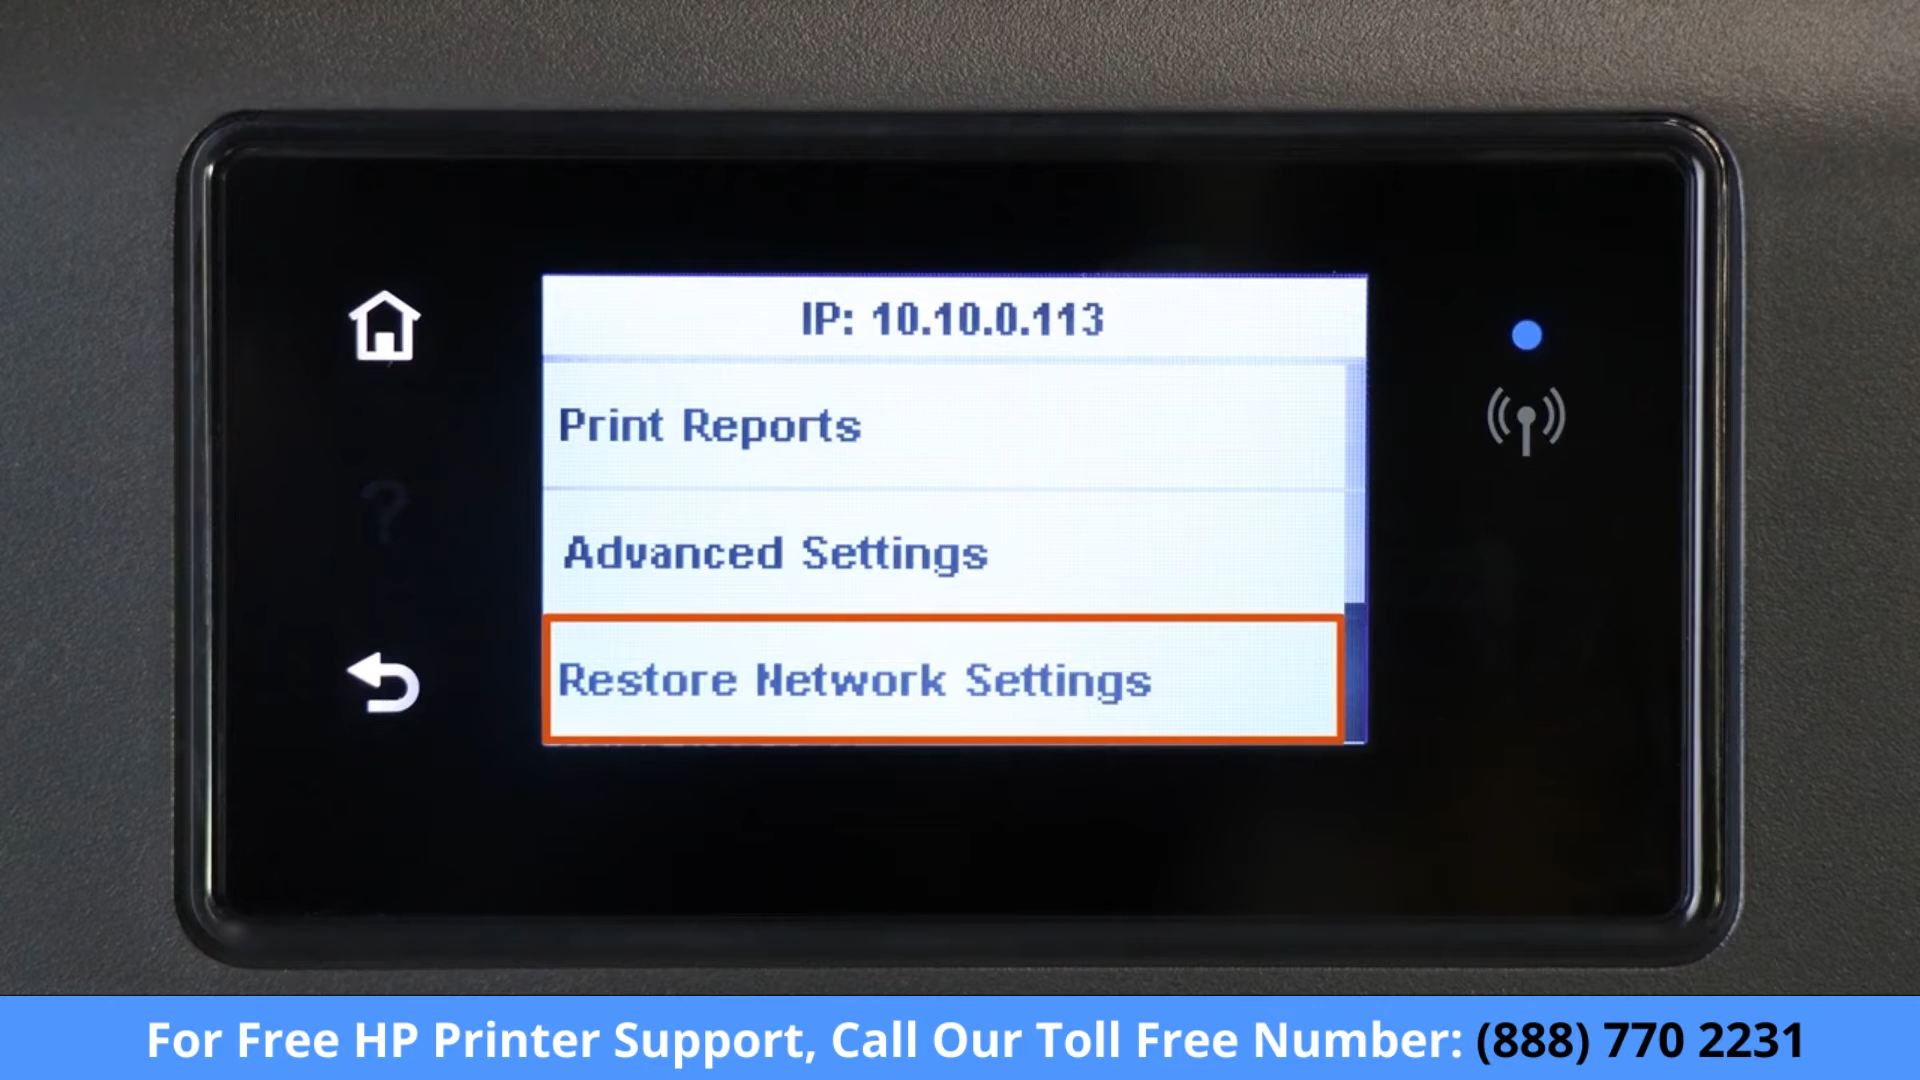 IP: 10.10.0.113
Print Reports
Advanced Settings
Restore Network Settings
For Free HP Printer Support, Call Our Toll Free Number: (888) 770 2231